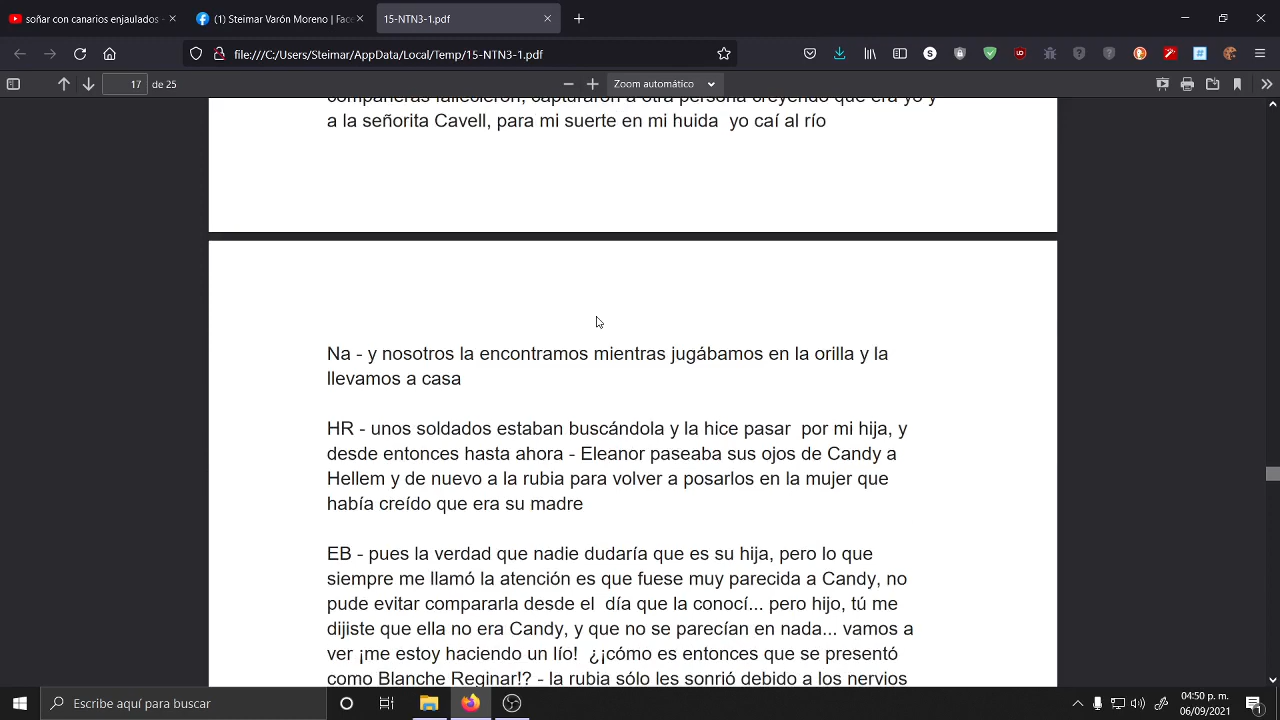 soñar con canarios enjaulados -
(1) Steimar Varón Moreno | Face
15-NTN3-1.pdf
file:///C:/Users/Steimar/AppData/Local/Temp/15-NTN3-1.pdf
17 de 25
Zoom automático
compañeras fallecieron, capturaron a otra persona creyendo que era yo y
a la señorita Cavell, para mi suerte en mi huida yo caí al río
Na - y nosotros la encontramos mientras jugábamos en la orilla y la
llevamos a casa
HR - unos soldados estaban buscándola y la hice pasar por mi hija, y
desde entonces hasta ahora - Eleanor paseaba sus ojos de Candy a
Hellem y de nuevo a la rubia para volver a posarlos en la mujer que
había creído que era su madre
EB - pues la verdad que nadie dudaría que es su hija, pero lo que
siempre me llamó la atención es que fuese muy parecida a Candy, no
pude evitar compararla desde el día que la conocí... pero hijo, tú me
dijiste que ella no era Candy, y que no se parecían en nada... vamos a
ver ¡me estoy haciendo un lío! ¿¡cómo es entonces que se presentó
como Blanche Reginar!? - la rubia sólo les sonrió debido a los nervios
Escribe aquí para buscar
04:50 p. m.
06/09/2021